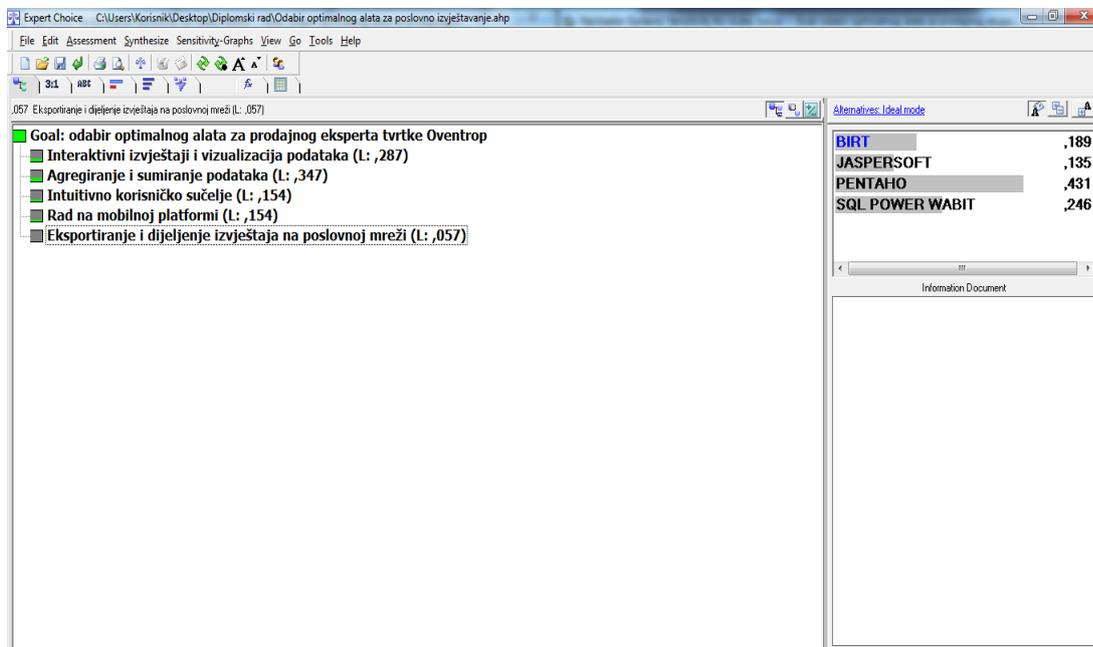 Expert Choice C:\Users\Korisnik\Desktop\Diplomski rad\Odabir optimalnog alata za poslovno izvještavanje.ahp
File Edit Assessment Synthesize Sensitivity-Graphs View Go Tools Help
A A
3:1 ABC fx
,057 Eksportiranje i dijeljenje izvještaja na poslovnoj mreži (L: ,057)
Goal: odabir optimalnog alata za prodajnog eksperta tvrtke Oventrop
Interaktivni izvještaji i vizualizacija podataka (L: ,287)
Agregiranje i sumiranje podataka (L: ,347)
Intuitivno korisničko sučelje (L: ,154)
Rad na mobilnoj platformi (L: ,154)
Eksportiranje i dijeljenje izvještaja na poslovnoj mreži (L: ,057)
Alternatives: Ideal mode
BIRT ,189
JASPERSOFT ,135
PENTAHO ,431
SQL POWER WABIT ,246
Information Document